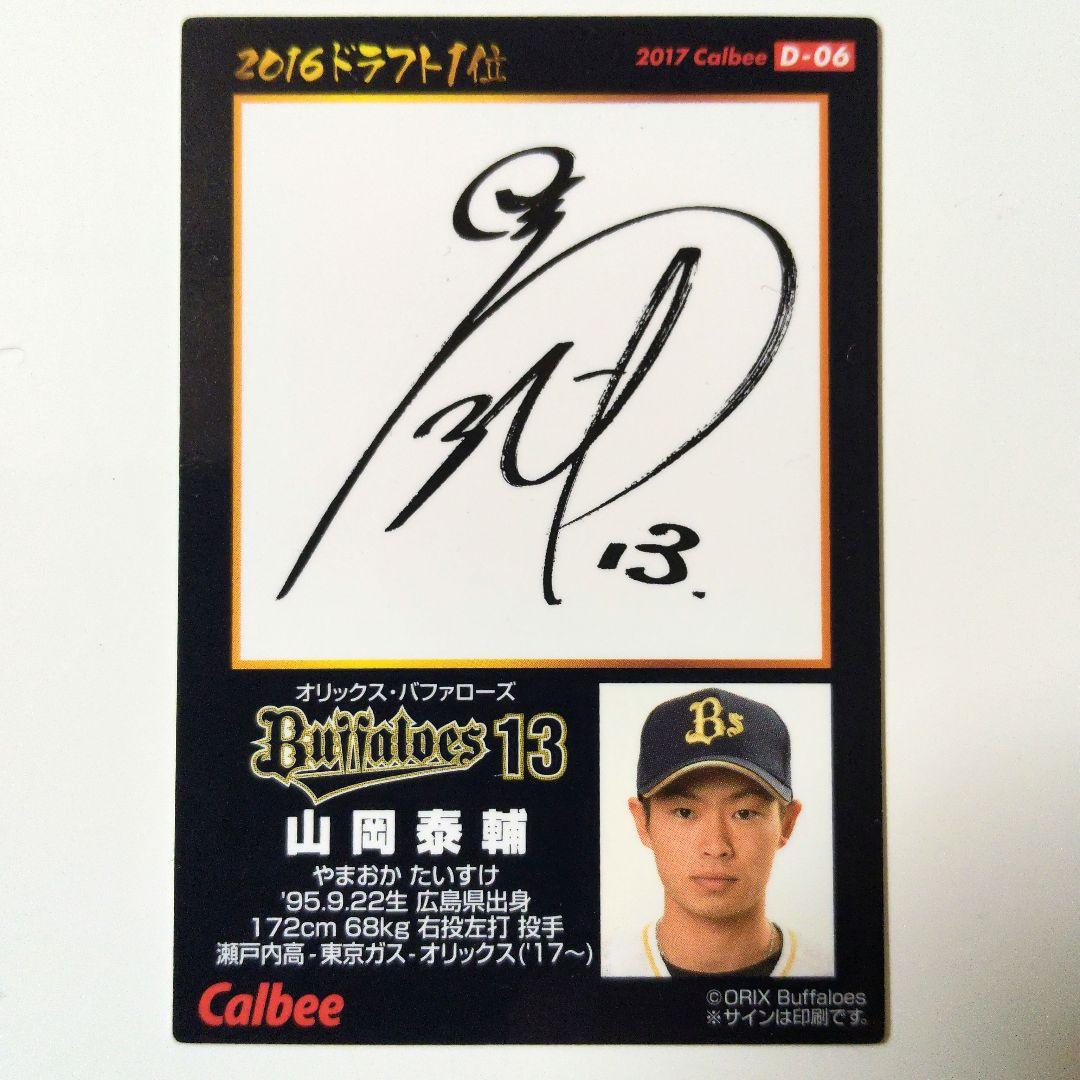 2016ドラフト1位
2017 Calbee D-06
13.
オリックス・バファローズ
Buffaloes 13
山岡泰輔
やまおか たいすけ
'95.9.22生 広島県出身
172cm 68kg 右投左打 投手
瀬戸内高-東京ガス-オリックス('17～)
Bs
Calbee
©ORIX Buffaloes
※サインは印刷です。